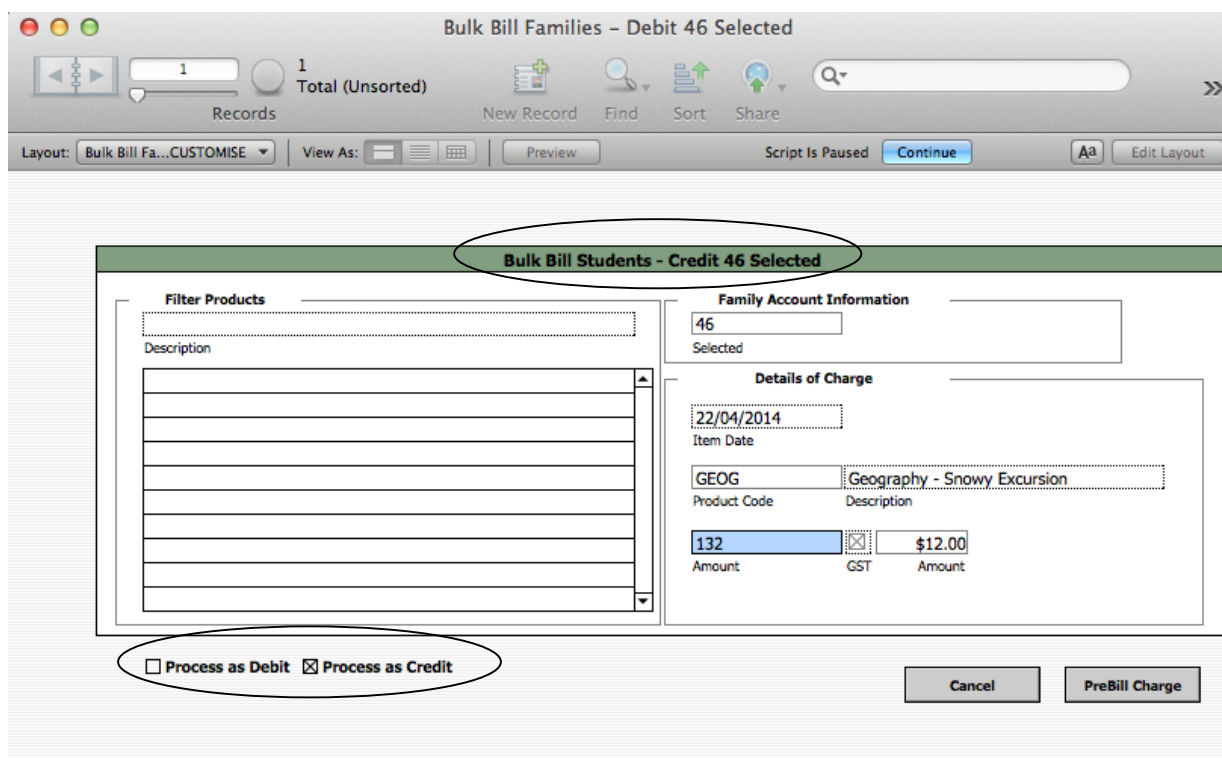 Bulk Bill Families – Debit 46 Selected
1
1
Total (Unsorted)
Records
New Record
Find
Sort
Share
Layout:
Bulk Bill Fa...CUSTOMISE
View As:
Preview
Script Is Paused
Continue
Aa
Edit Layout
Bulk Bill Students - Credit 46 Selected
Filter Products
Description
Family Account Information
46
Selected
Details of Charge
22/04/2014
Item Date
GEOG
Geography - Snowy Excursion
Product Code
Description
132
$12.00
Amount
GST
Amount
Process as Debit
Process as Credit
Cancel
PreBill Charge